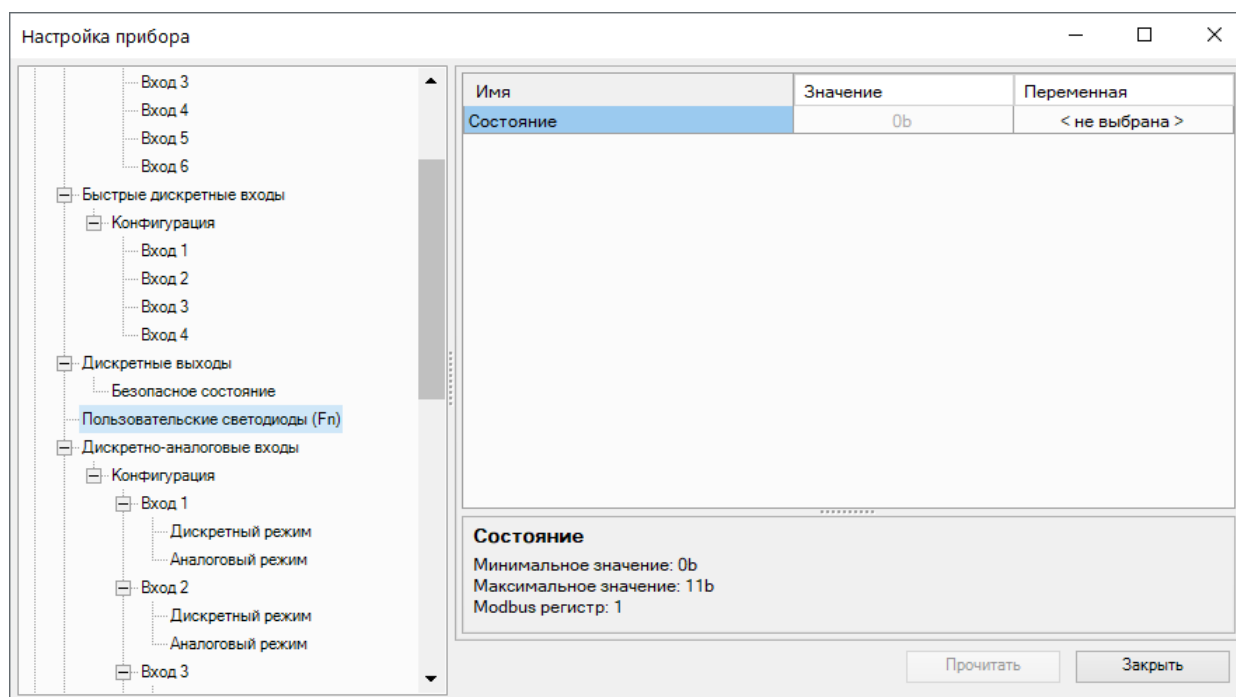 Настройка прибора
Вход 3
Вход 4
Вход 5
Вход 6
Быстрые дискретные входы
Конфигурация
Вход 1
Вход 2
Вход 3
Вход 4
Дискретные выходы
Безопасное состояние
Пользовательские светодиоды (Fn)
Дискретно-аналоговые входы
Конфигурация
Вход 1
Дискретный режим
Аналоговый режим
Вход 2
Дискретный режим
Аналоговый режим
Вход 3
Имя Значение Переменная
Состояние 0b < не выбрана >
Состояние
Минимальное значение: 0b
Максимальное значение: 11b
Modbus регистр: 1
Прочитать Закрыть